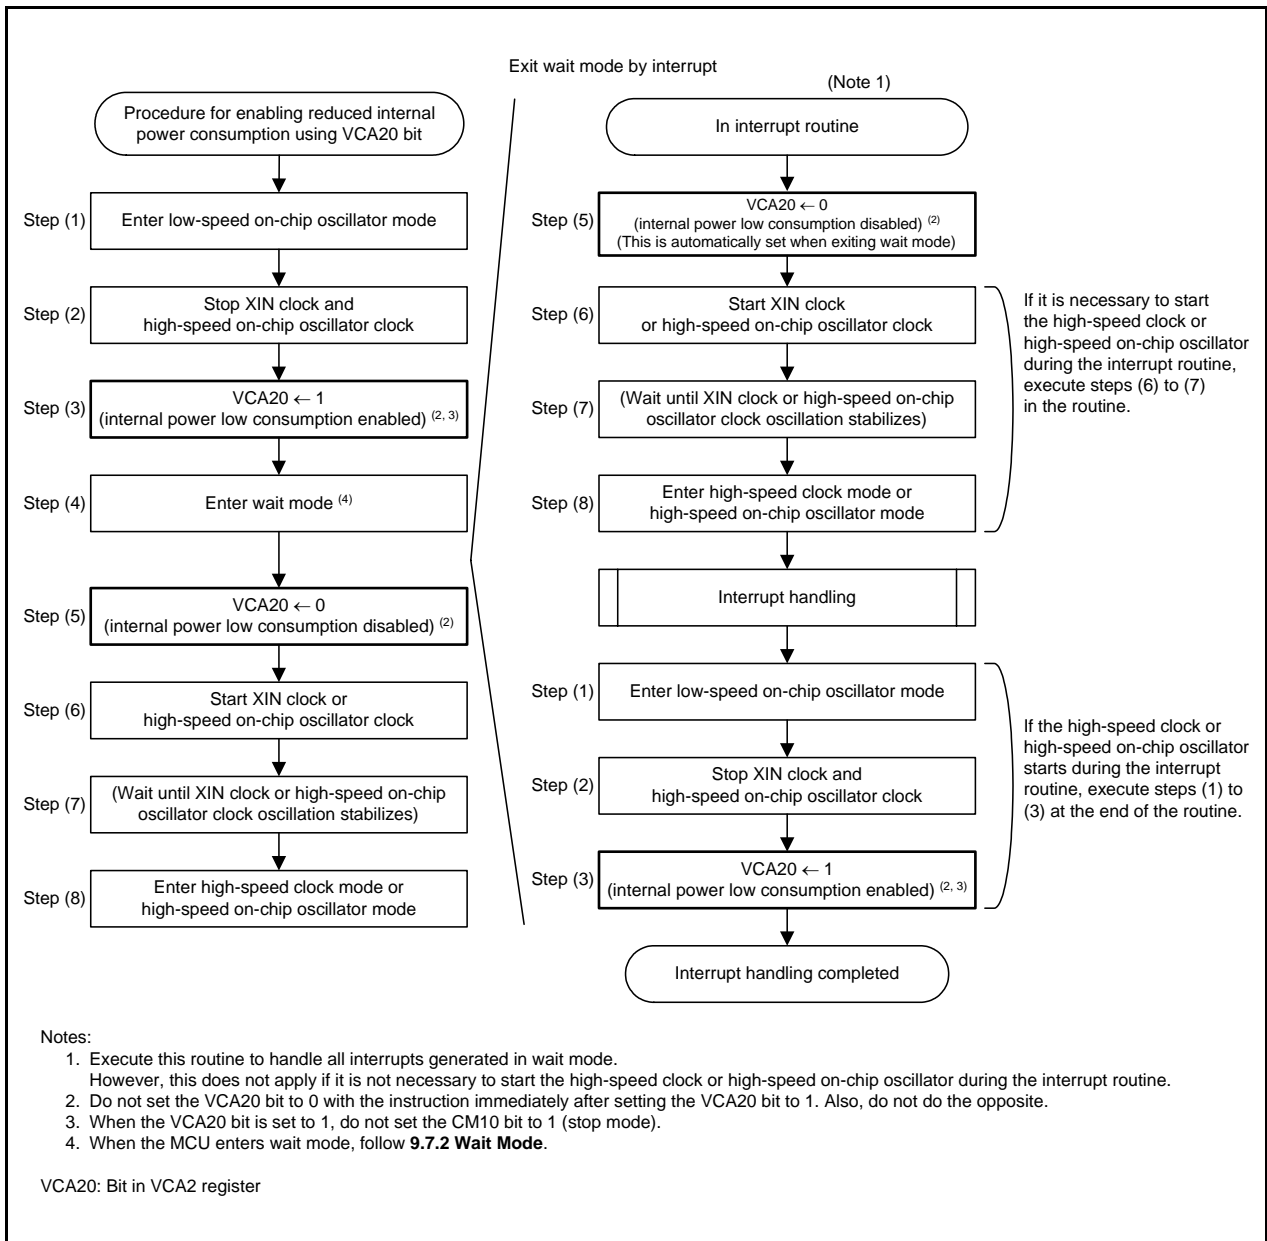 Exit wait mode by interrupt
(Note 1)
Procedure for enabling reduced internal
power consumption using VCA20 bit
Step (1)
Enter low-speed on-chip oscillator mode
Step (2)
Stop XIN clock and
high-speed on-chip oscillator clock
Step (3)
VCA20 ← 1
(internal power low consumption enabled) (2, 3)
Step (4)
Enter wait mode (4)
Step (5)
VCA20 ← 0
(internal power low consumption disabled) (2)
Step (6)
Start XIN clock or
high-speed on-chip oscillator clock
Step (7)
(Wait until XIN clock or high-speed on-chip
oscillator clock oscillation stabilizes)
Step (8)
Enter high-speed clock mode or
high-speed on-chip oscillator mode
In interrupt routine
Step (5)
VCA20 ← 0
(internal power low consumption disabled) (2)
(This is automatically set when exiting wait mode)
Step (6)
Start XIN clock
or high-speed on-chip oscillator clock
Step (7)
(Wait until XIN clock or high-speed on-chip
oscillator clock oscillation stabilizes)
Step (8)
Enter high-speed clock mode or
high-speed on-chip oscillator mode
If it is necessary to start
the high-speed clock or
high-speed on-chip oscillator
during the interrupt routine,
execute steps (6) to (7)
in the routine.
Interrupt handling
Step (1)
Enter low-speed on-chip oscillator mode
Step (2)
Stop XIN clock and
high-speed on-chip oscillator clock
Step (3)
VCA20 ← 1
(internal power low consumption enabled) (2, 3)
If the high-speed clock or
high-speed on-chip oscillator
starts during the interrupt
routine, execute steps (1) to
(3) at the end of the routine.
Interrupt handling completed
Notes:
1. Execute this routine to handle all interrupts generated in wait mode.
However, this does not apply if it is not necessary to start the high-speed clock or high-speed on-chip oscillator during the interrupt routine.
2. Do not set the VCA20 bit to 0 with the instruction immediately after setting the VCA20 bit to 1. Also, do not do the opposite.
3. When the VCA20 bit is set to 1, do not set the CM10 bit to 1 (stop mode).
4. When the MCU enters wait mode, follow 9.7.2 Wait Mode.
VCA20: Bit in VCA2 register